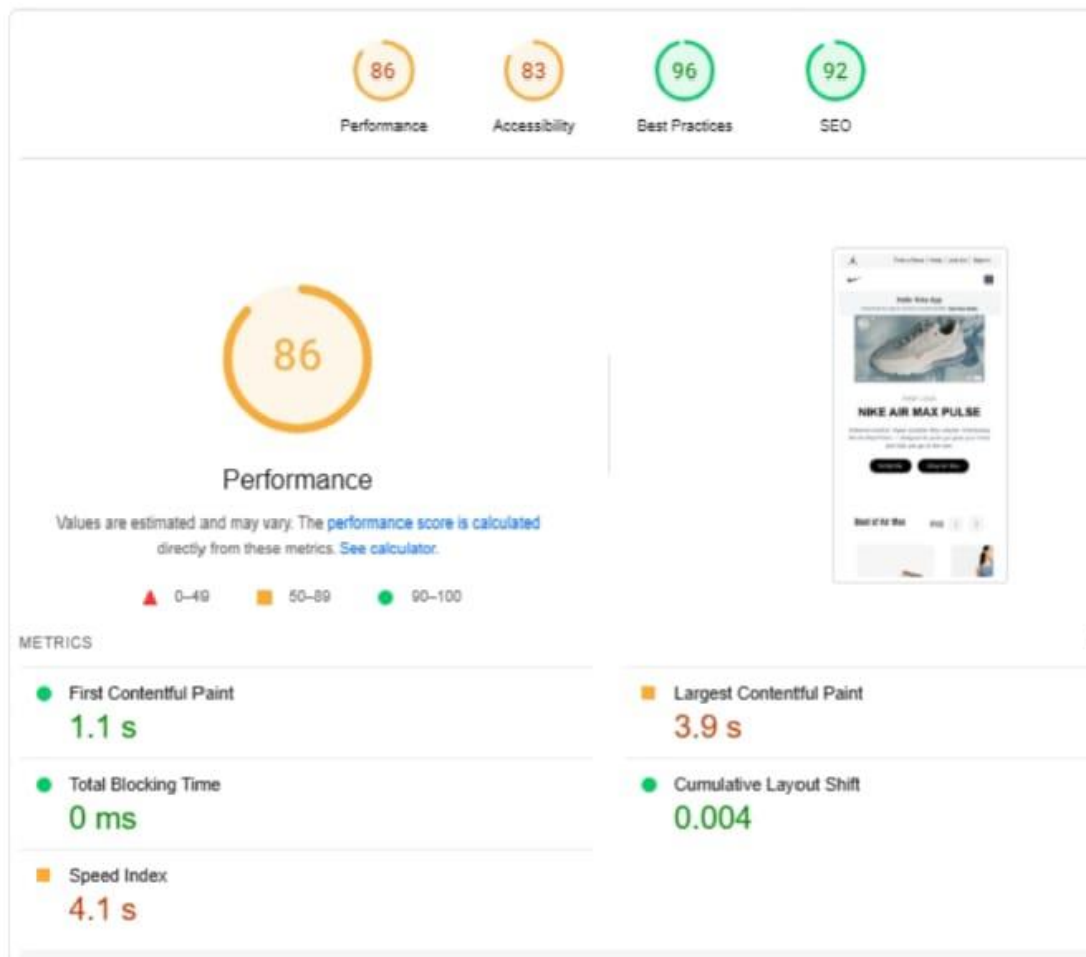 86
83
96
92
Performance
Accessibility
Best Practices
SEO
86
Performance
Values are estimated and may vary. The performance score is calculated
directly from these metrics. See calculator.
0–49
50–89
90–100
NIKE AIR MAX PULSE
METRICS
First Contentful Paint
1.1 s
Largest Contentful Paint
3.9 s
Total Blocking Time
0 ms
Cumulative Layout Shift
0.004
Speed Index
4.1 s